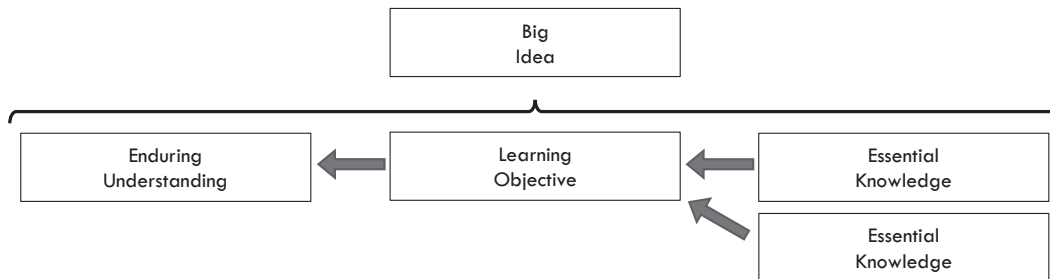 Big
Idea
Enduring
Understanding
Learning
Objective
Essential
Knowledge
Essential
Knowledge